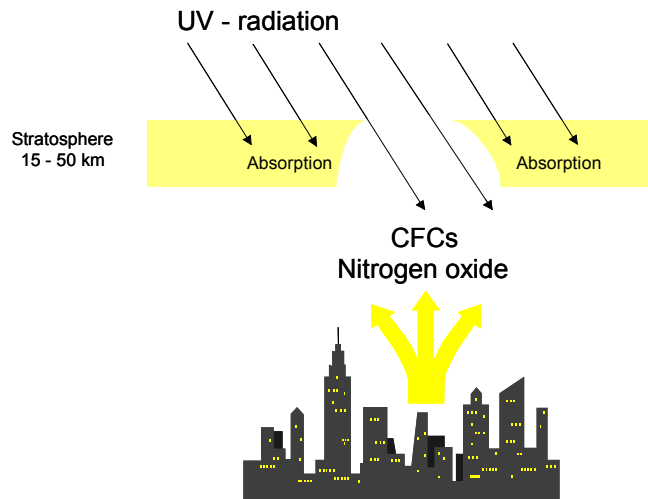 UV - radiation
Stratosphere
15 - 50 km
Absorption
Absorption
CFCs
Nitrogen oxide